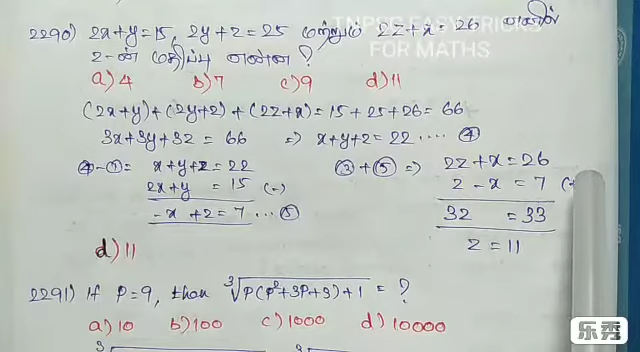 2290) 2x+y=15, 2y+z=25 மற்றும் 2z+x=26 எனில்
z-ன் மதிப்பு என்ன?
TNPSC EASY TRICKS
FOR MATHS
a) 4 b) 7 c) 9 d) 11
(2x+y)+(2y+z)+(2z+x)=15+25+26=66
3x+3y+3z=66 => x+y+z=22 .... ④
④-①= x+y+z=22
2x+y =15 (-)
-x+z=7 ... ⑤
③+⑤ => 2z+x=26
z-x=7 (+
3z =33
z=11
d) 11
2291) If P=9, then ∛P(P²+3P+3)+1 = ?
a) 10 b) 100 c) 1000 d) 10000
乐秀